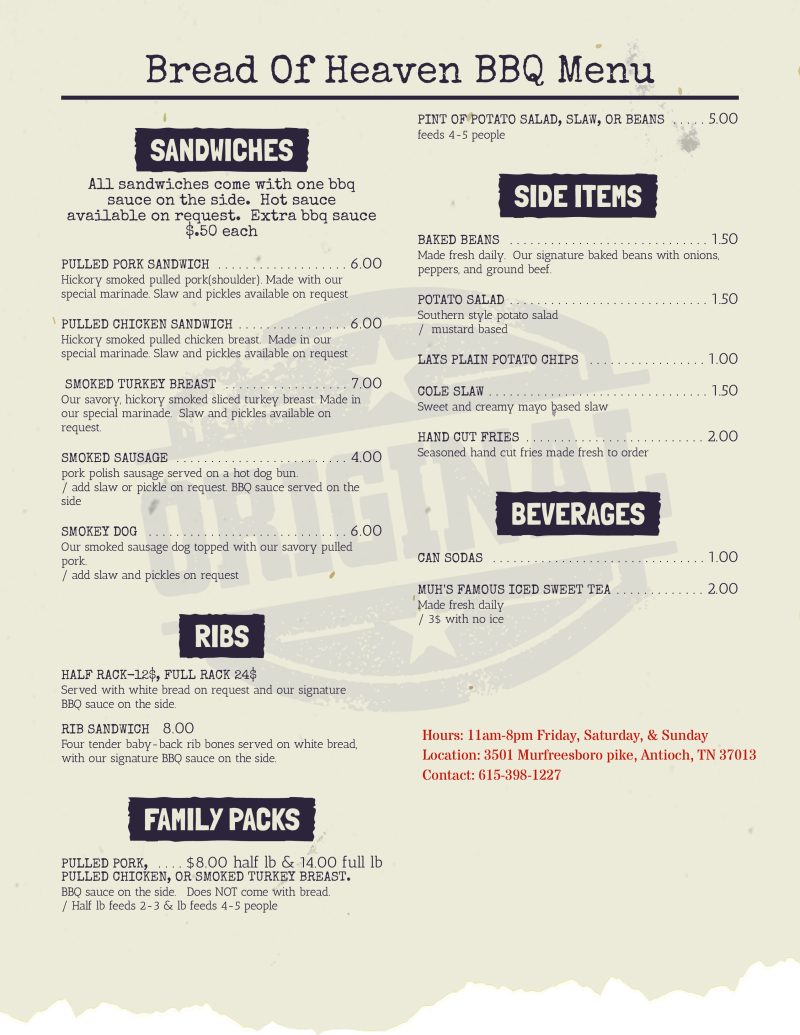 Bread Of Heaven BBQ Menu
SANDWICHES
All sandwiches come with one bbq
sauce on the side. Hot sauce
available on request. Extra bbq sauce
$.50 each
PULLED PORK SANDWICH . . . . . . . . . . . . . . . . . . . 6.00
Hickory smoked pulled pork(shoulder). Made with our
special marinade. Slaw and pickles available on request
PULLED CHICKEN SANDWICH . . . . . . . . . . . . . . . . 6.00
Hickory smoked pulled chicken breast. Made in our
special marinade. Slaw and pickles available on request
SMOKED TURKEY BREAST . . . . . . . . . . . . . . . . . . 7.00
Our savory, hickory smoked sliced turkey breast. Made in
our special marinade. Slaw and pickles available on
request.
SMOKED SAUSAGE . . . . . . . . . . . . . . . . . . . . . . . . . 4.00
pork polish sausage served on a hot dog bun.
/ add slaw or pickle on request. BBQ sauce served on the
side
SMOKEY DOG . . . . . . . . . . . . . . . . . . . . . . . . . . . . . 6.00
Our smoked sausage dog topped with our savory pulled
pork.
/ add slaw and pickles on request
RIBS
HALF RACK-12$, FULL RACK 24$
Served with white bread on request and our signature
BBQ sauce on the side.
RIB SANDWICH 8.00
Four tender baby-back rib bones served on white bread,
with our signature BBQ sauce on the side.
FAMILY PACKS
PULLED PORK, . . . . $8.00 half lb & 14.00 full lb
PULLED CHICKEN, OR SMOKED TURKEY BREAST.
BBQ sauce on the side. Does NOT come with bread.
/ Half lb feeds 2-3 & lb feeds 4-5 people
PINT OF POTATO SALAD, SLAW, OR BEANS . . . . . 5.00
feeds 4-5 people
SIDE ITEMS
BAKED BEANS . . . . . . . . . . . . . . . . . . . . . . . . . . . . 1.50
Made fresh daily. Our signature baked beans with onions,
peppers, and ground beef.
POTATO SALAD . . . . . . . . . . . . . . . . . . . . . . . . . . . . 1.50
Southern style potato salad
/ mustard based
LAYS PLAIN POTATO CHIPS . . . . . . . . . . . . . . . . . 1.00
COLE SLAW . . . . . . . . . . . . . . . . . . . . . . . . . . . . . . . 1.50
Sweet and creamy mayo based slaw
HAND CUT FRIES . . . . . . . . . . . . . . . . . . . . . . . . . . 2.00
Seasoned hand cut fries made fresh to order
BEVERAGES
CAN SODAS . . . . . . . . . . . . . . . . . . . . . . . . . . . . . . 1.00
MUH'S FAMOUS ICED SWEET TEA . . . . . . . . . . . . . 2.00
Made fresh daily
/ 3$ with no ice
Hours: 11am-8pm Friday, Saturday, & Sunday
Location: 3501 Murfreesboro pike, Antioch, TN 37013
Contact: 615-398-1227
ORIGINAL